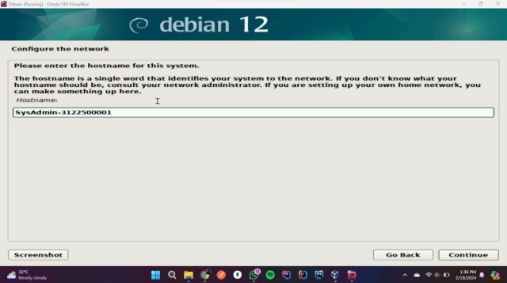 Debian [Running] - Oracle VM VirtualBox
debian 12
Configure the network
Please enter the hostname for this system.
The hostname is a single word that identifies your system to the network. If you don't know what your
hostname should be, consult your network administrator. If you are setting up your own home network, you
can make something up here.
Hostname:
SysAdmin-3122500001
Screenshot
Go Back
Continue
32°C
Mostly cloudy
1:36 PM
2/19/2024